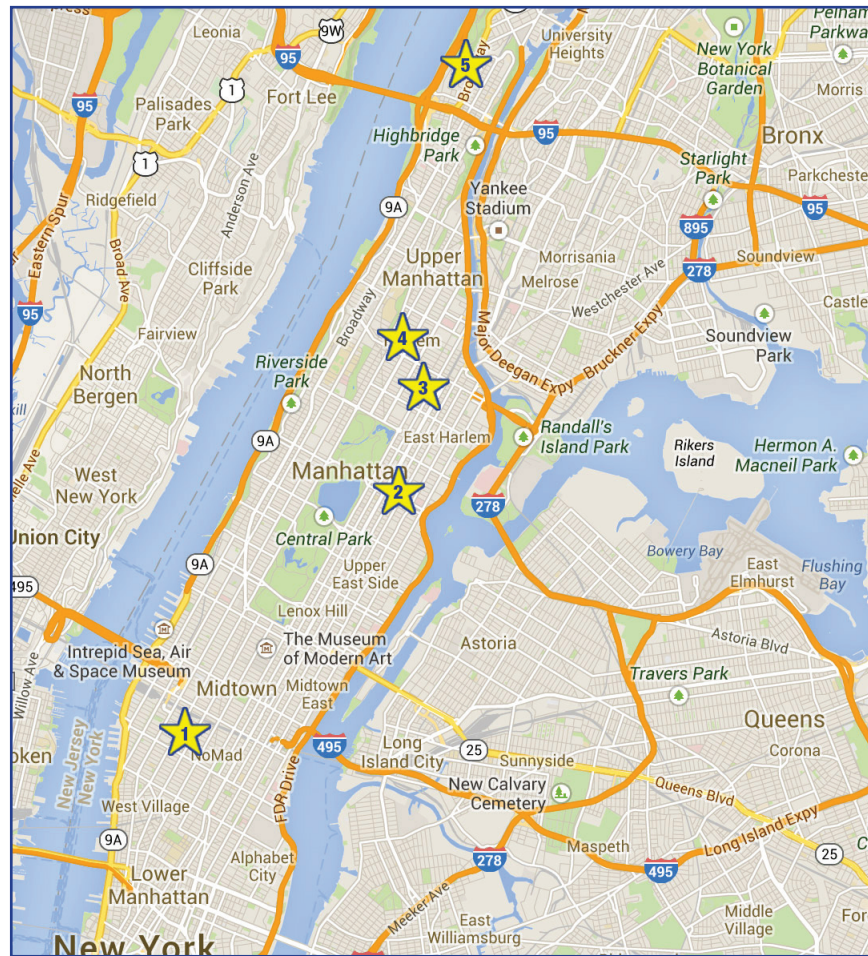 Press
Leonia
9W
95
University
Heights
Pelham
Parkwa
New York
Botanical
Garden
Morris
5
Broadway
1
Fort Lee
95
Palisades
Park
Highbridge
Park
95
Bronx
1
Anderson Ave
Starlight
Park
Parkchester
Ridgefield
Yankee
Stadium
9A
95
895
Eastern Spur
Broad Ave
Upper
Manhattan
Morrisania
Melrose
Westchester Ave
278
Soundview
Cliffside
Park
Castle
95
Fairview
Broadway
Major Deegan Expy
Bruckner Expy
Soundview
Park
4
Riverside
Park
3
North
Bergen
9A
East Harlem
Randall's
Island Park
Rikers
Island
Hermon A.
Macneil Park
West
New York
Manhattan
2
278
Union City
Central Park
Bowery Bay
East
Elmhurst
Flushing
Bay
495
9A
Upper
East Side
Lenox Hill
Astoria
Astoria Blvd
Willow Ave
Intrepid Sea, Air
& Space Museum
The Museum
of Modern Art
Travers Park
Midtown
Midtown
East
Queens
1
NoMad
495
Long
Island City
25
Sunnyside
Corona
New Jersey
New York
FDR Drive
New Calvary
Cemetery
Queens Blvd
West Village
9A
278
Maspeth
495
Long Island Expy
25
Lower
Manhattan
Alphabet
City
Meeker Ave
Middle
Village
East
Williamsburg
New York